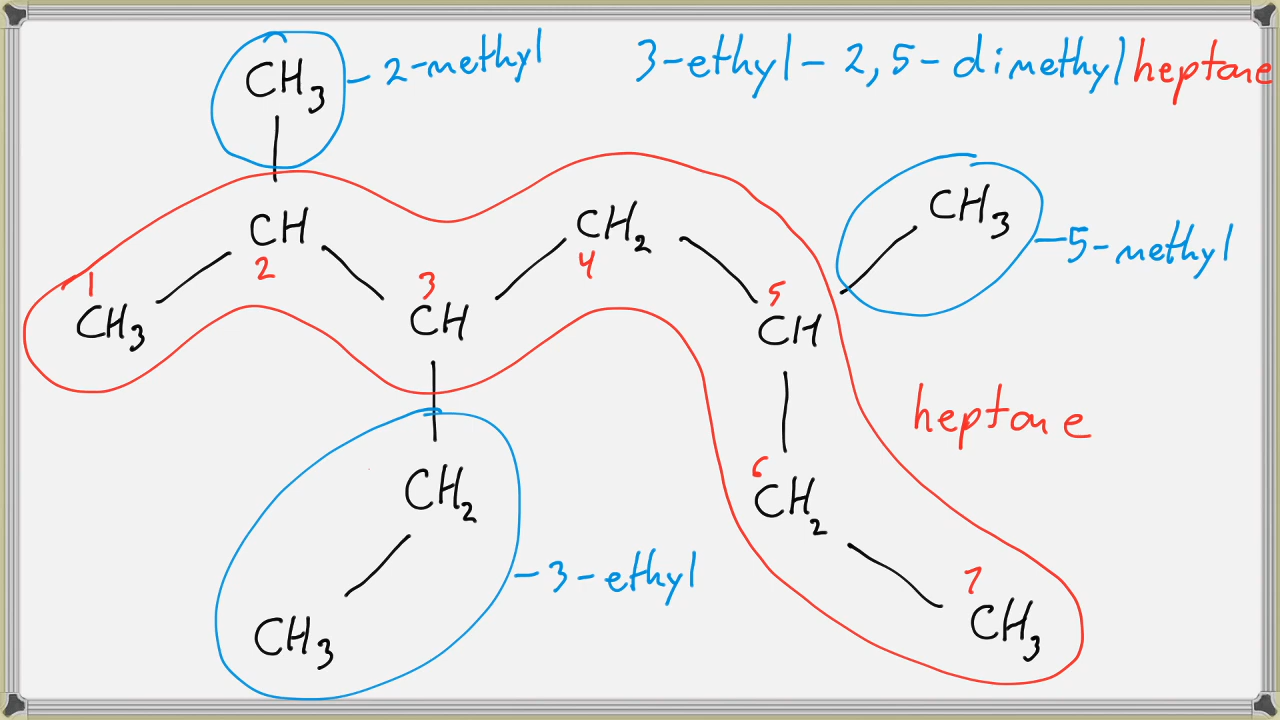 CH3 - 2-methyl 3-ethyl-2,5-dimethylheptane
CH3 - 5-methyl
CH CH2
2 4
1 3 5
CH3 CH CH
heptane
6
CH2 CH2
- 3-ethyl 7
CH3 CH3